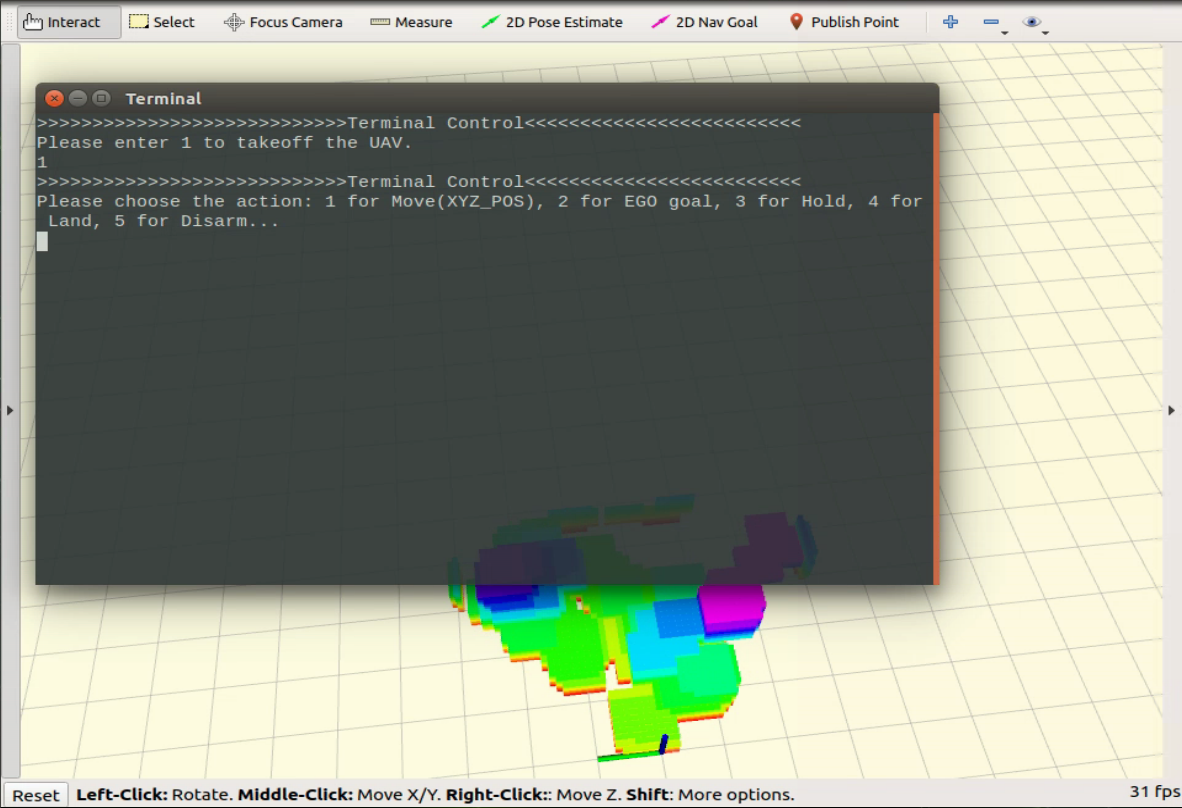 Interact Select Focus Camera Measure 2D Pose Estimate 2D Nav Goal Publish Point
Terminal
>>>>>>>>>>>>>>>>>>>>>>>>>>>>Terminal Control<<<<<<<<<<<<<<<<<<<<<<<<<
Please enter 1 to takeoff the UAV.
1
>>>>>>>>>>>>>>>>>>>>>>>>>>>>Terminal Control<<<<<<<<<<<<<<<<<<<<<<<<<
Please choose the action: 1 for Move(XYZ_POS), 2 for EGO goal, 3 for Hold, 4 for
Land, 5 for Disarm...
Reset Left-Click: Rotate. Middle-Click: Move X/Y. Right-Click:: Move Z. Shift: More options. 31 fps